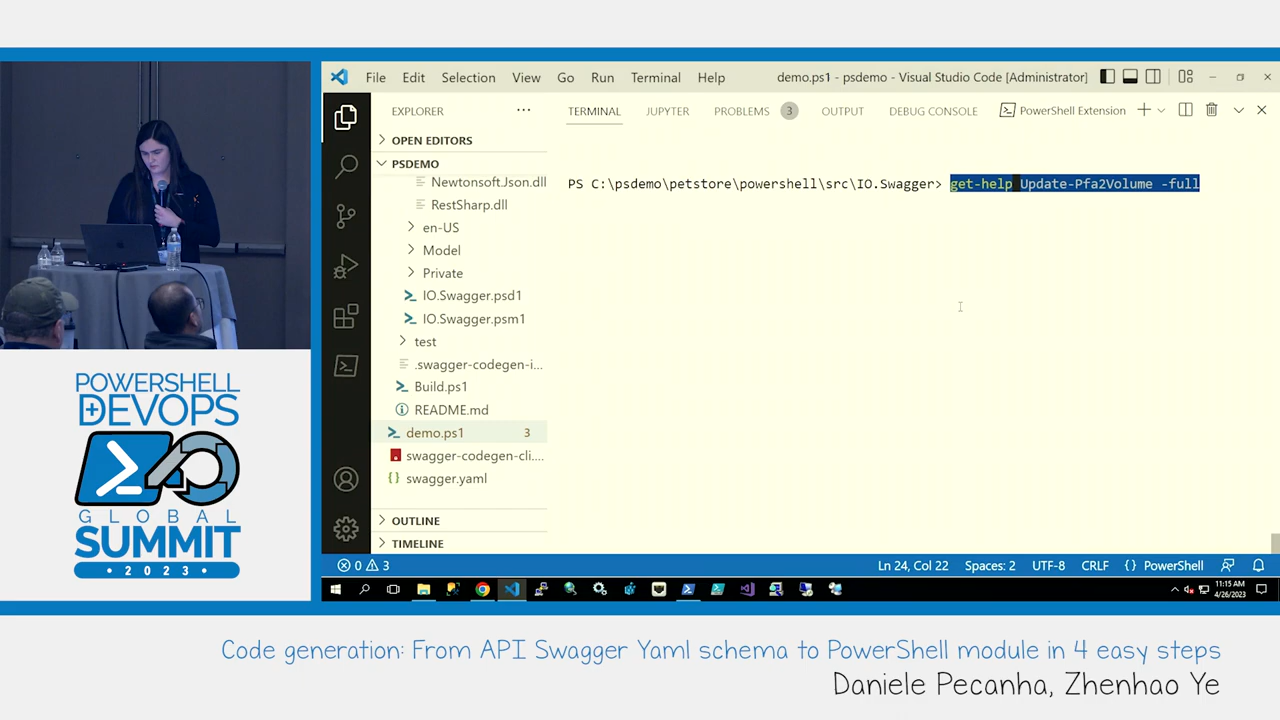 File Edit Selection View Go Run Terminal Help demo.ps1 - psdemo - Visual Studio Code [Administrator]
EXPLORER ···
OPEN EDITORS
PSDEMO
Newtonsoft.Json.dll
RestSharp.dll
en-US
Model
Private
IO.Swagger.psd1
IO.Swagger.psm1
test
.swagger-codegen-i...
Build.ps1
README.md
demo.ps1 3
swagger-codegen-cli....
swagger.yaml
OUTLINE
TIMELINE
TERMINAL JUPYTER PROBLEMS 3 OUTPUT DEBUG CONSOLE PowerShell Extension
PS C:\psdemo\petstore\powershell\src\IO.Swagger> get-help Update-Pfa2Volume -full
0 3 Ln 24, Col 22 Spaces: 2 UTF-8 CRLF {} PowerShell
11:15 AM
4/26/2023
POWERSHELL
+DEVOPS
GLOBAL
SUMMIT
• 2023 •
Code generation: From API Swagger Yaml schema to PowerShell module in 4 easy steps
Daniele Pecanha, Zhenhao Ye